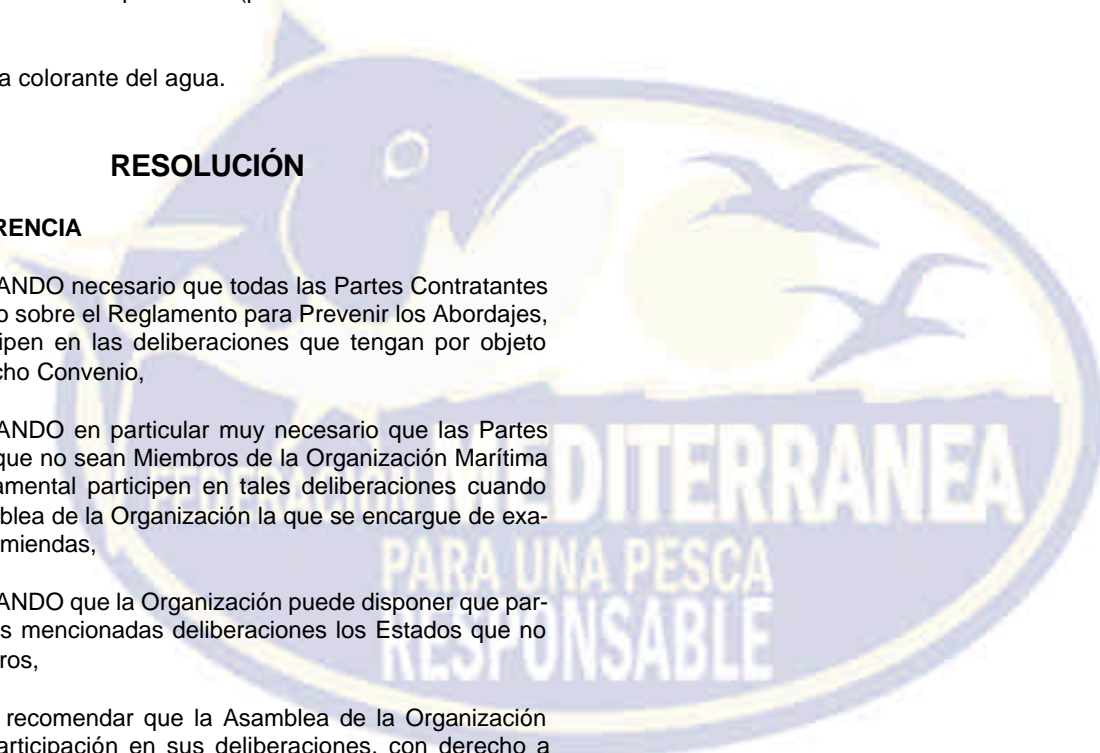 a colorante del agua.
RESOLUCIÓN
RENCIA
ANDO necesario que todas las Partes Contratantes
o sobre el Reglamento para Prevenir los Abordajes,
ipen en las deliberaciones que tengan por objeto
cho Convenio,
ANDO en particular muy necesario que las Partes
que no sean Miembros de la Organización Marítima
amental participen en tales deliberaciones cuando
blea de la Organización la que se encargue de exa-
miendas,
ANDO que la Organización puede disponer que par-
s mencionadas deliberaciones los Estados que no
ros,
recomendar que la Asamblea de la Organización
articipación en sus deliberaciones, con derecho a
FEDERACION MEDITERRANEA
PARA UNA PESCA
RESPONSABLE